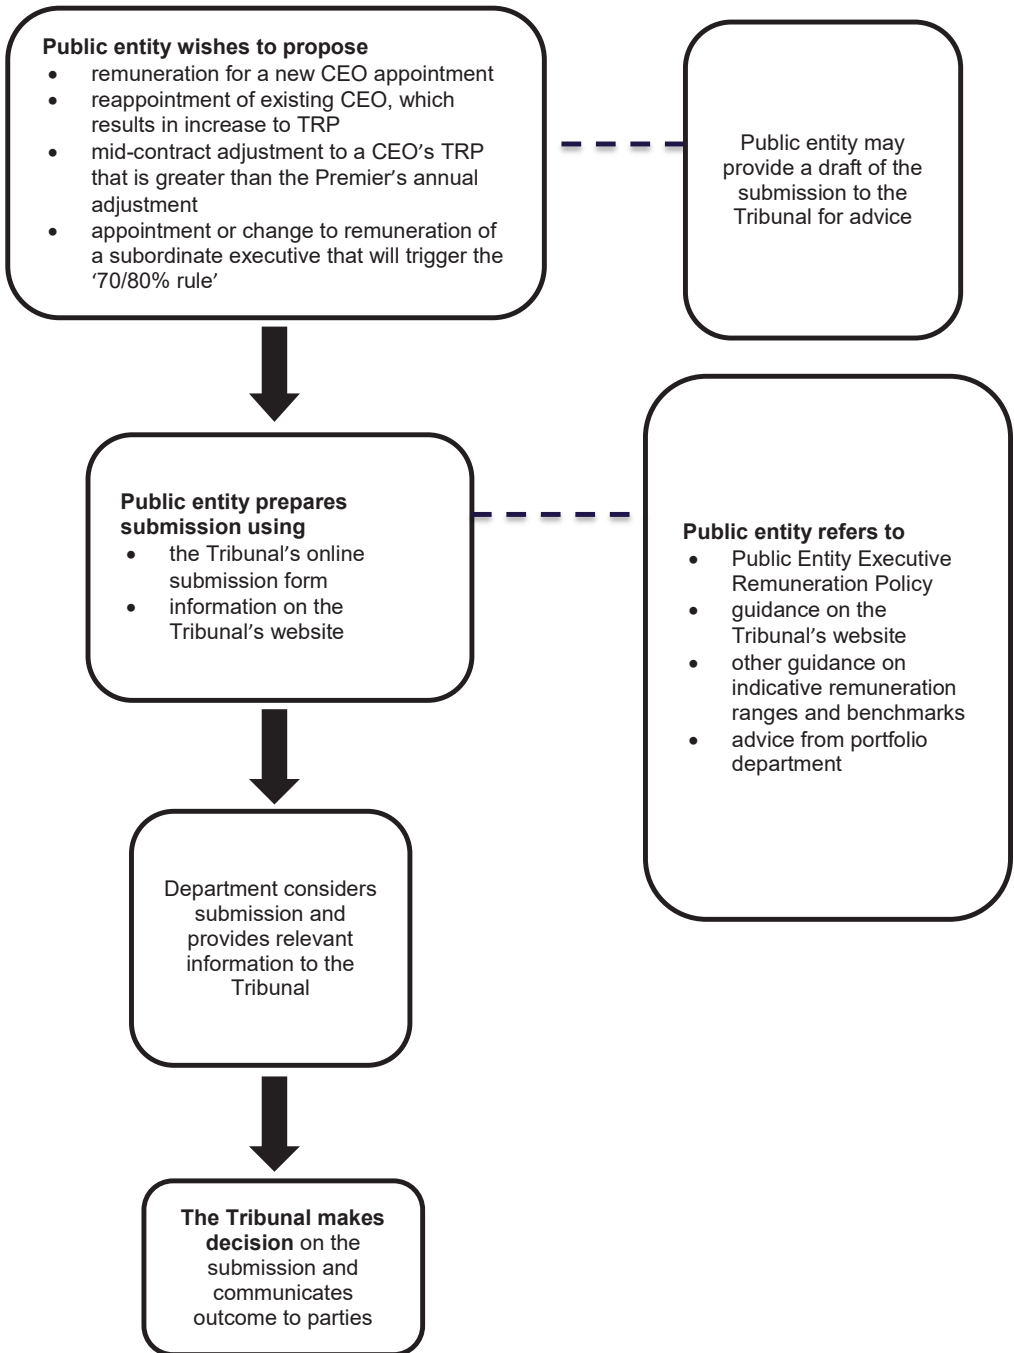 Public entity wishes to propose
• remuneration for a new CEO appointment
• reappointment of existing CEO, which
results in increase to TRP
• mid-contract adjustment to a CEO’s TRP
that is greater than the Premier’s annual
adjustment
• appointment or change to remuneration of
a subordinate executive that will trigger the
‘70/80% rule’
Public entity may
provide a draft of the
submission to the
Tribunal for advice
Public entity prepares
submission using
• the Tribunal’s online
submission form
• information on the
Tribunal’s website
Public entity refers to
• Public Entity Executive
Remuneration Policy
• guidance on the
Tribunal’s website
• other guidance on
indicative remuneration
ranges and benchmarks
• advice from portfolio
department
Department considers
submission and
provides relevant
information to the
Tribunal
The Tribunal makes
decision on the
submission and
communicates
outcome to parties